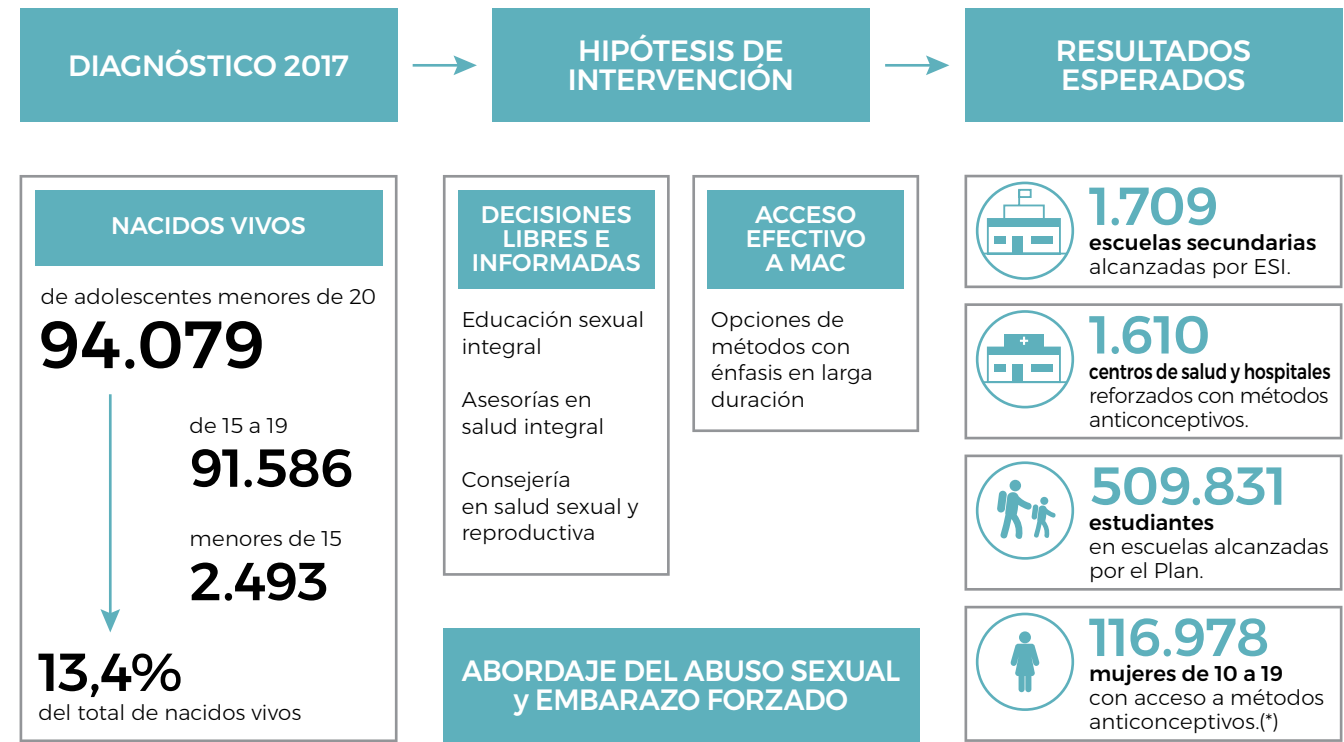 DIAGNÓSTICO 2017
HIPÓTESIS DE
INTERVENCIÓN
RESULTADOS
ESPERADOS
NACIDOS VIVOS
de adolescentes menores de 20
94.079
de 15 a 19
91.586
menores de 15
2.493
13,4%
del total de nacidos vivos
DECISIONES
LIBRES E
INFORMADAS
Educación sexual
integral
Asesorías en
salud integral
Consejería
en salud sexual y
reproductiva
ACCESO
EFECTIVO
A MAC
Opciones de
métodos con
énfasis en larga
duración
ABORDAJE DEL ABUSO SEXUAL
y EMBARAZO FORZADO
1.709
escuelas secundarias
alcanzadas por ESI.
1.610
centros de salud y hospitales
reforzados con métodos
anticonceptivos.
509.831
estudiantes
en escuelas alcanzadas
por el Plan.
116.978
mujeres de 10 a 19
con acceso a métodos
anticonceptivos.(*)